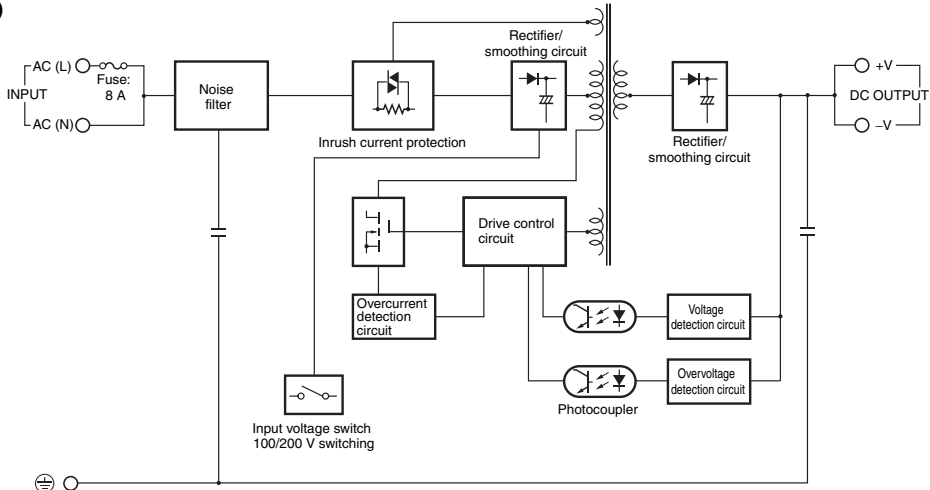 )
AC (L)
Fuse:
8 A
INPUT
AC (N)
Noise
filter
Inrush current protection
Rectifier/
smoothing circuit
Rectifier/
smoothing circuit
+V
DC OUTPUT
–V
Drive control
circuit
Overcurrent
detection
circuit
Voltage
detection circuit
Overvoltage
detection circuit
Photocoupler
Input voltage switch
100/200 V switching